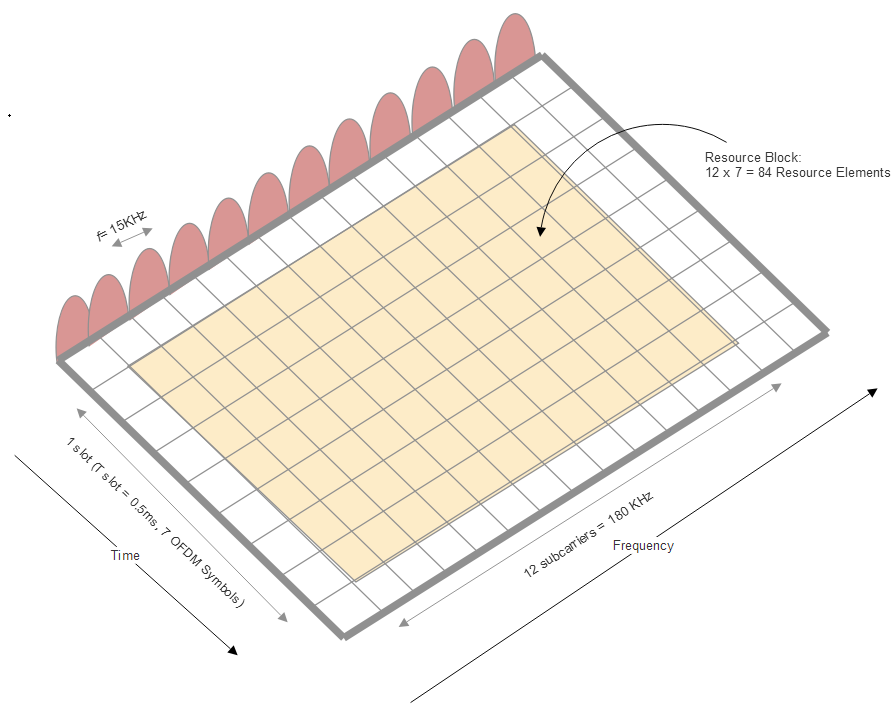 f= 15KHz
Resource Block:
12 x 7 = 84 Resource Elements
1 slot (T slot = 0.5ms, 7 OFDM Symbols)
Time
12 subcarriers = 180 KHz
Frequency